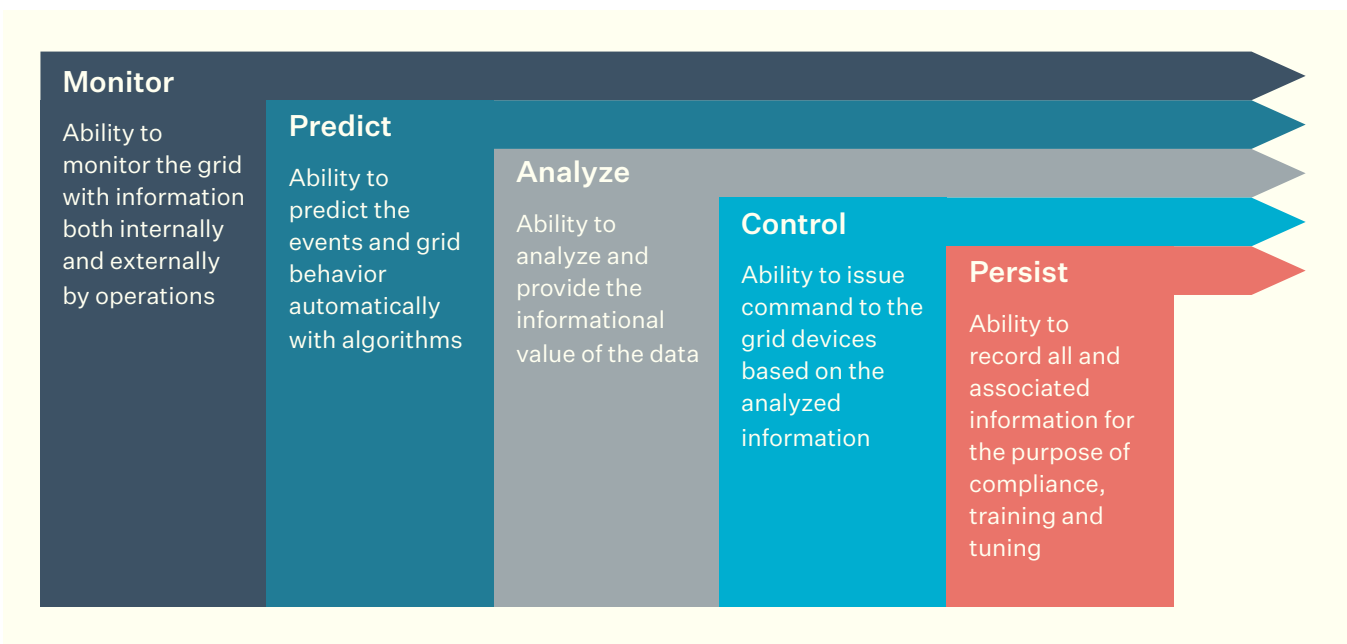 Monitor
Ability to
monitor the grid
with information
both internally
and externally
by operations
Predict
Ability to
predict the
events and grid
behavior
automatically
with algorithms
Analyze
Ability to
analyze and
provide the
informational
value of the data
Control
Ability to issue
command to the
grid devices
based on the
analyzed
information
Persist
Ability to
record all and
associated
information for
the purpose of
compliance,
training and
tuning